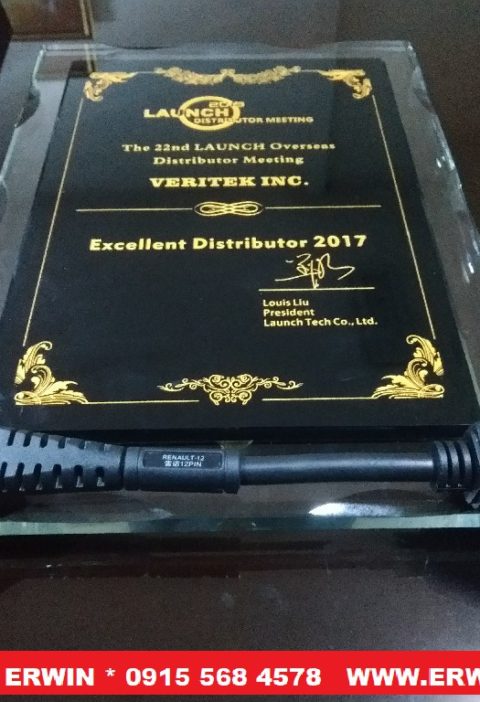 2018
LAUNCH
DISTRIBUTOR MEETING
The 22nd LAUNCH Overseas
Distributor Meeting
VERITEK INC.
Excellent Distributor 2017
Louis Liu
President
Launch Tech Co., Ltd.
RENAULT-12
雷诺12PIN
ERWIN * 0915 568 4578 WWW.ERW